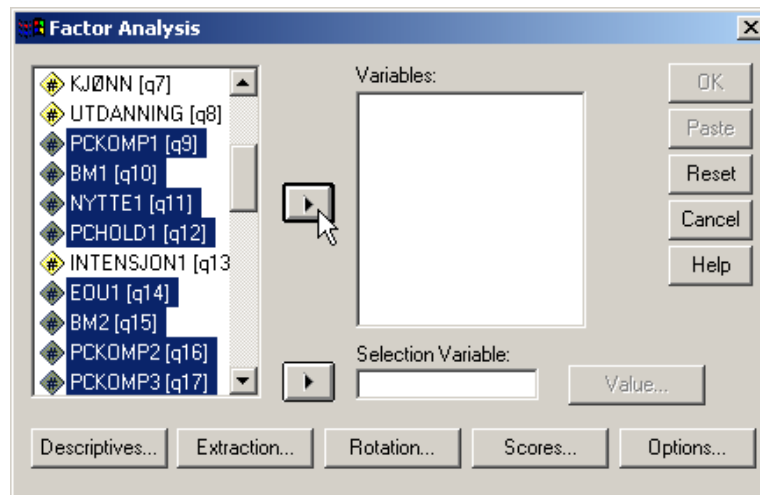 Factor Analysis
KJØNN [q7]
UTDANNING [q8]
PCKOMP1 [q9]
BM1 [q10]
NYTTE1 [q11]
PCHOLD1 [q12]
INTENSJON1 [q13
EOU1 [q14]
BM2 [q15]
PCKOMP2 [q16]
PCKOMP3 [q17]
Variables:
Selection Variable:
OK
Paste
Reset
Cancel
Help
Value...
Descriptives...
Extraction...
Rotation...
Scores...
Options...